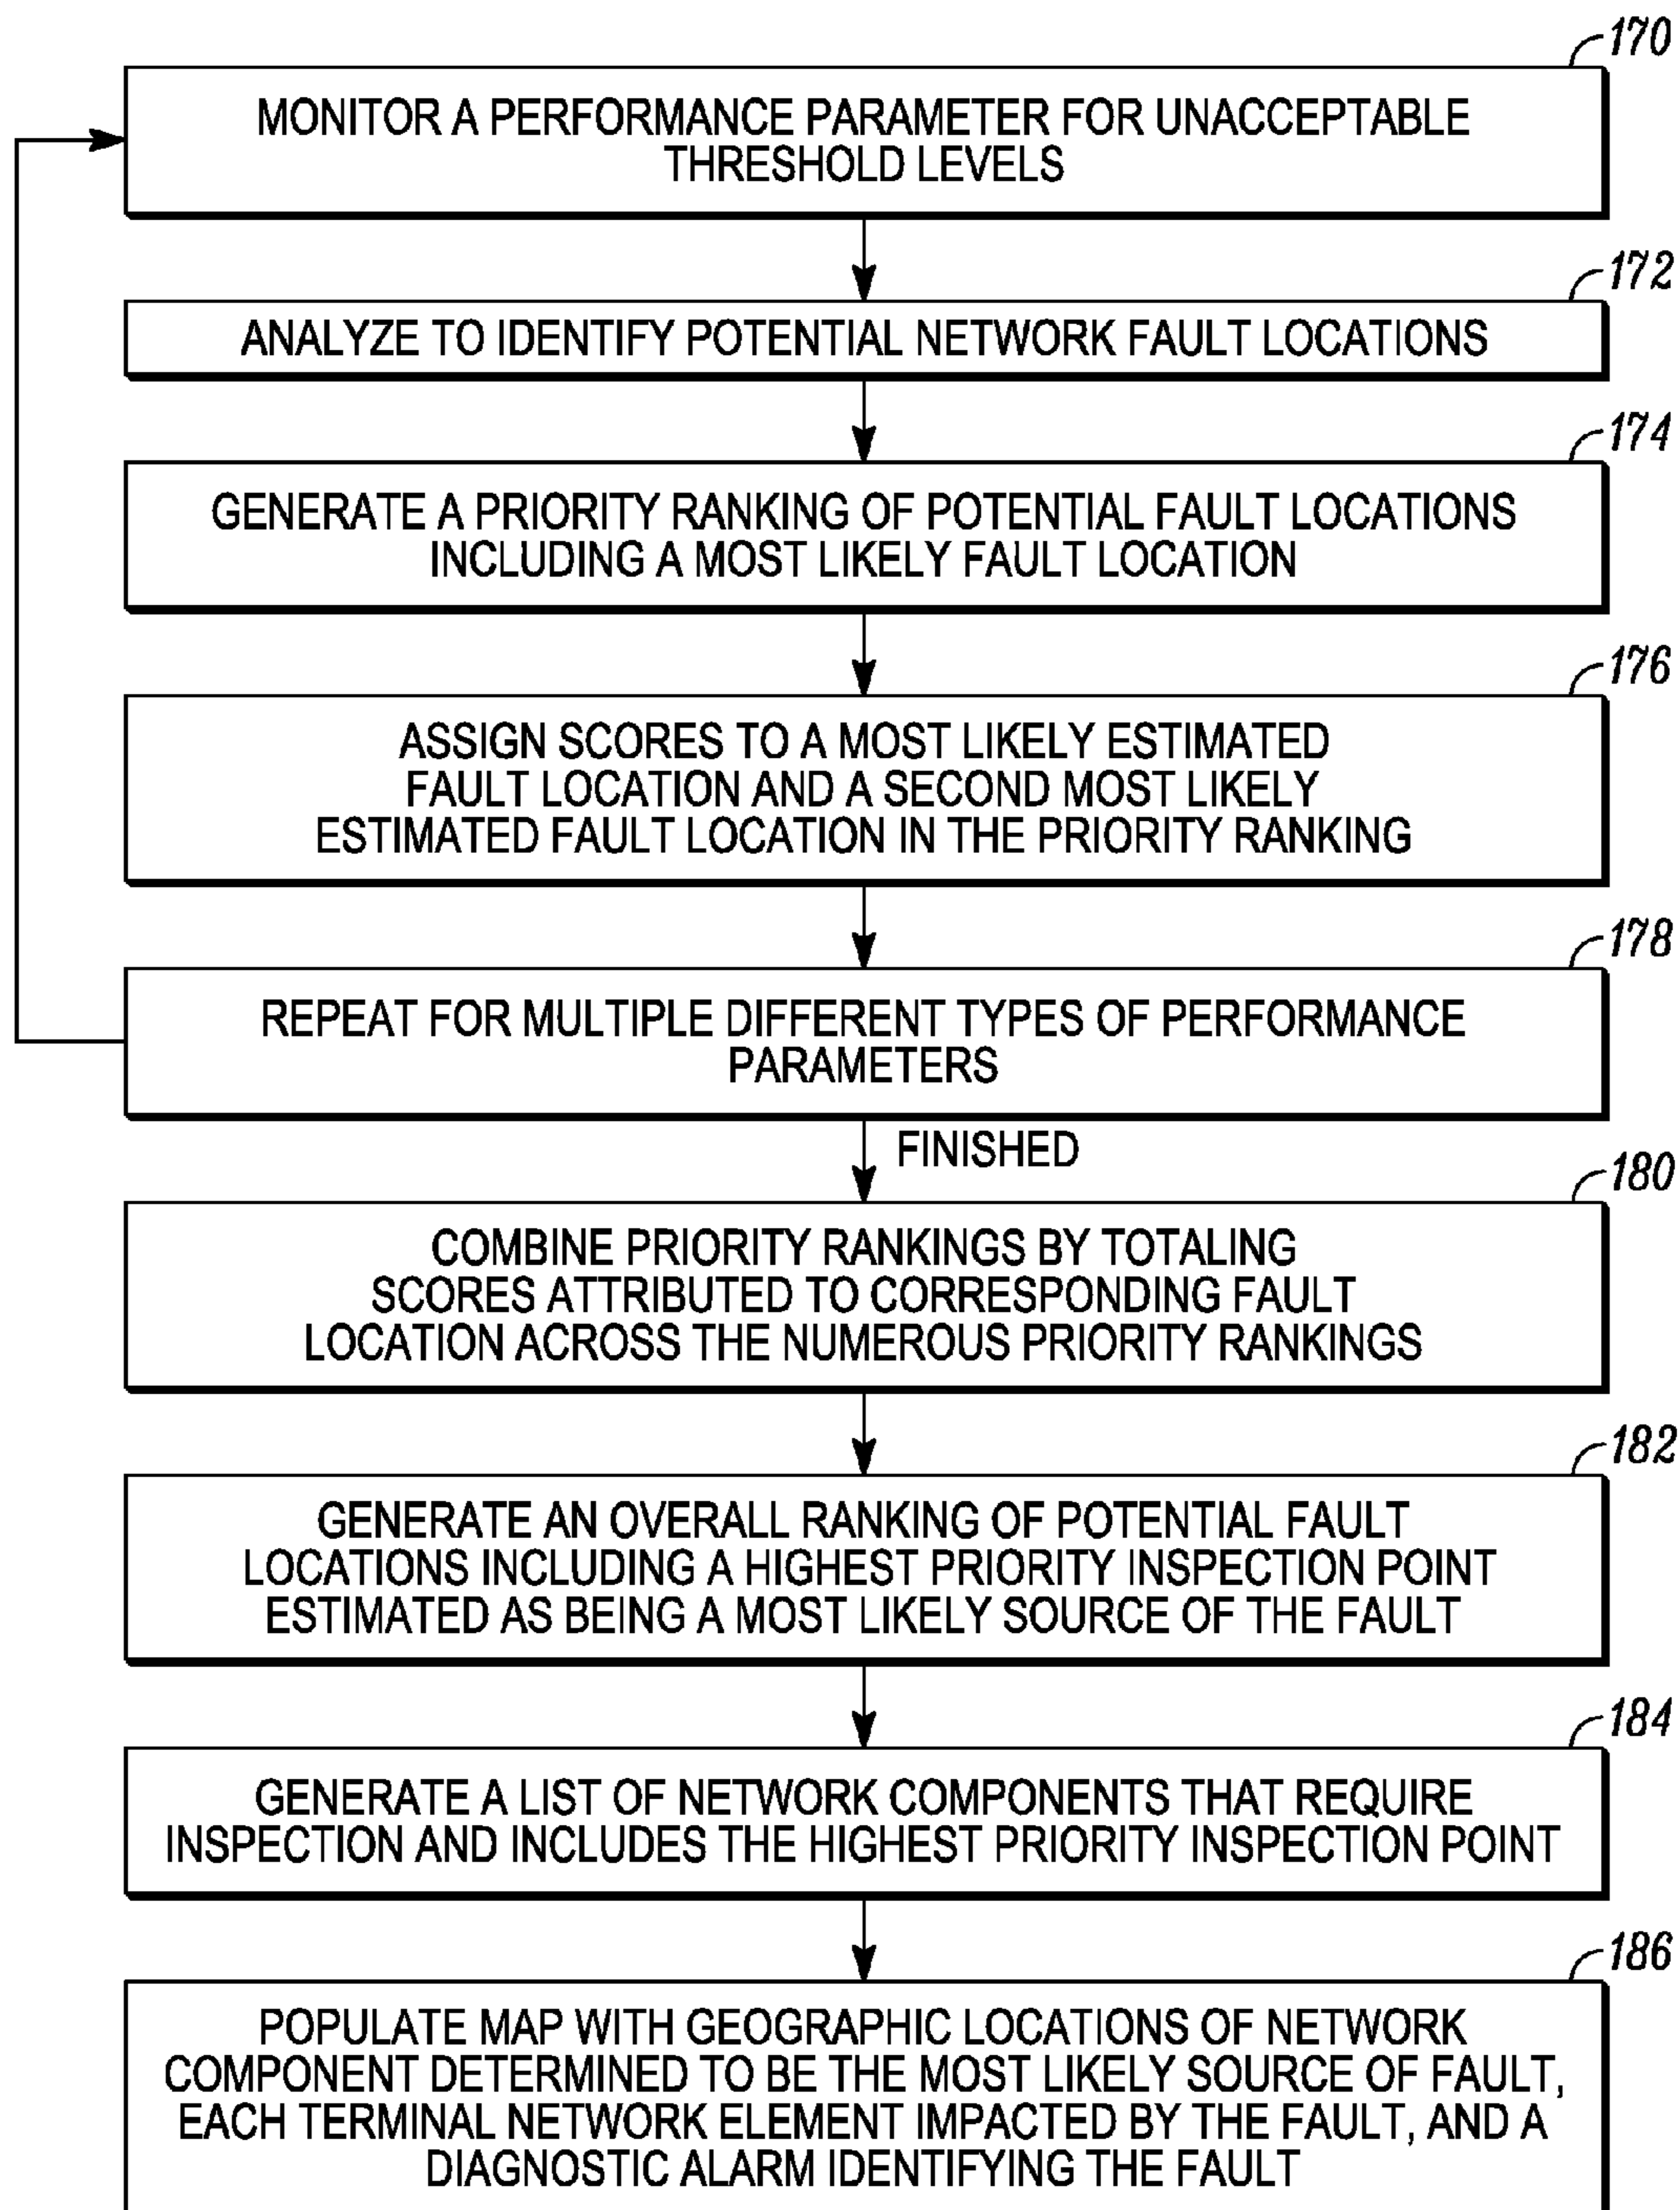 170
MONITOR A PERFORMANCE PARAMETER FOR UNACCEPTABLE
THRESHOLD LEVELS
172
ANALYZE TO IDENTIFY POTENTIAL NETWORK FAULT LOCATIONS
174
GENERATE A PRIORITY RANKING OF POTENTIAL FAULT LOCATIONS
INCLUDING A MOST LIKELY FAULT LOCATION
176
ASSIGN SCORES TO A MOST LIKELY ESTIMATED
FAULT LOCATION AND A SECOND MOST LIKELY
ESTIMATED FAULT LOCATION IN THE PRIORITY RANKING
178
REPEAT FOR MULTIPLE DIFFERENT TYPES OF PERFORMANCE
PARAMETERS
FINISHED
180
COMBINE PRIORITY RANKINGS BY TOTALING
SCORES ATTRIBUTED TO CORRESPONDING FAULT
LOCATION ACROSS THE NUMEROUS PRIORITY RANKINGS
182
GENERATE AN OVERALL RANKING OF POTENTIAL FAULT
LOCATIONS INCLUDING A HIGHEST PRIORITY INSPECTION POINT
ESTIMATED AS BEING A MOST LIKELY SOURCE OF THE FAULT
184
GENERATE A LIST OF NETWORK COMPONENTS THAT REQUIRE
INSPECTION AND INCLUDES THE HIGHEST PRIORITY INSPECTION POINT
186
POPULATE MAP WITH GEOGRAPHIC LOCATIONS OF NETWORK
COMPONENT DETERMINED TO BE THE MOST LIKELY SOURCE OF FAULT,
EACH TERMINAL NETWORK ELEMENT IMPACTED BY THE FAULT, AND A
DIAGNOSTIC ALARM IDENTIFYING THE FAULT